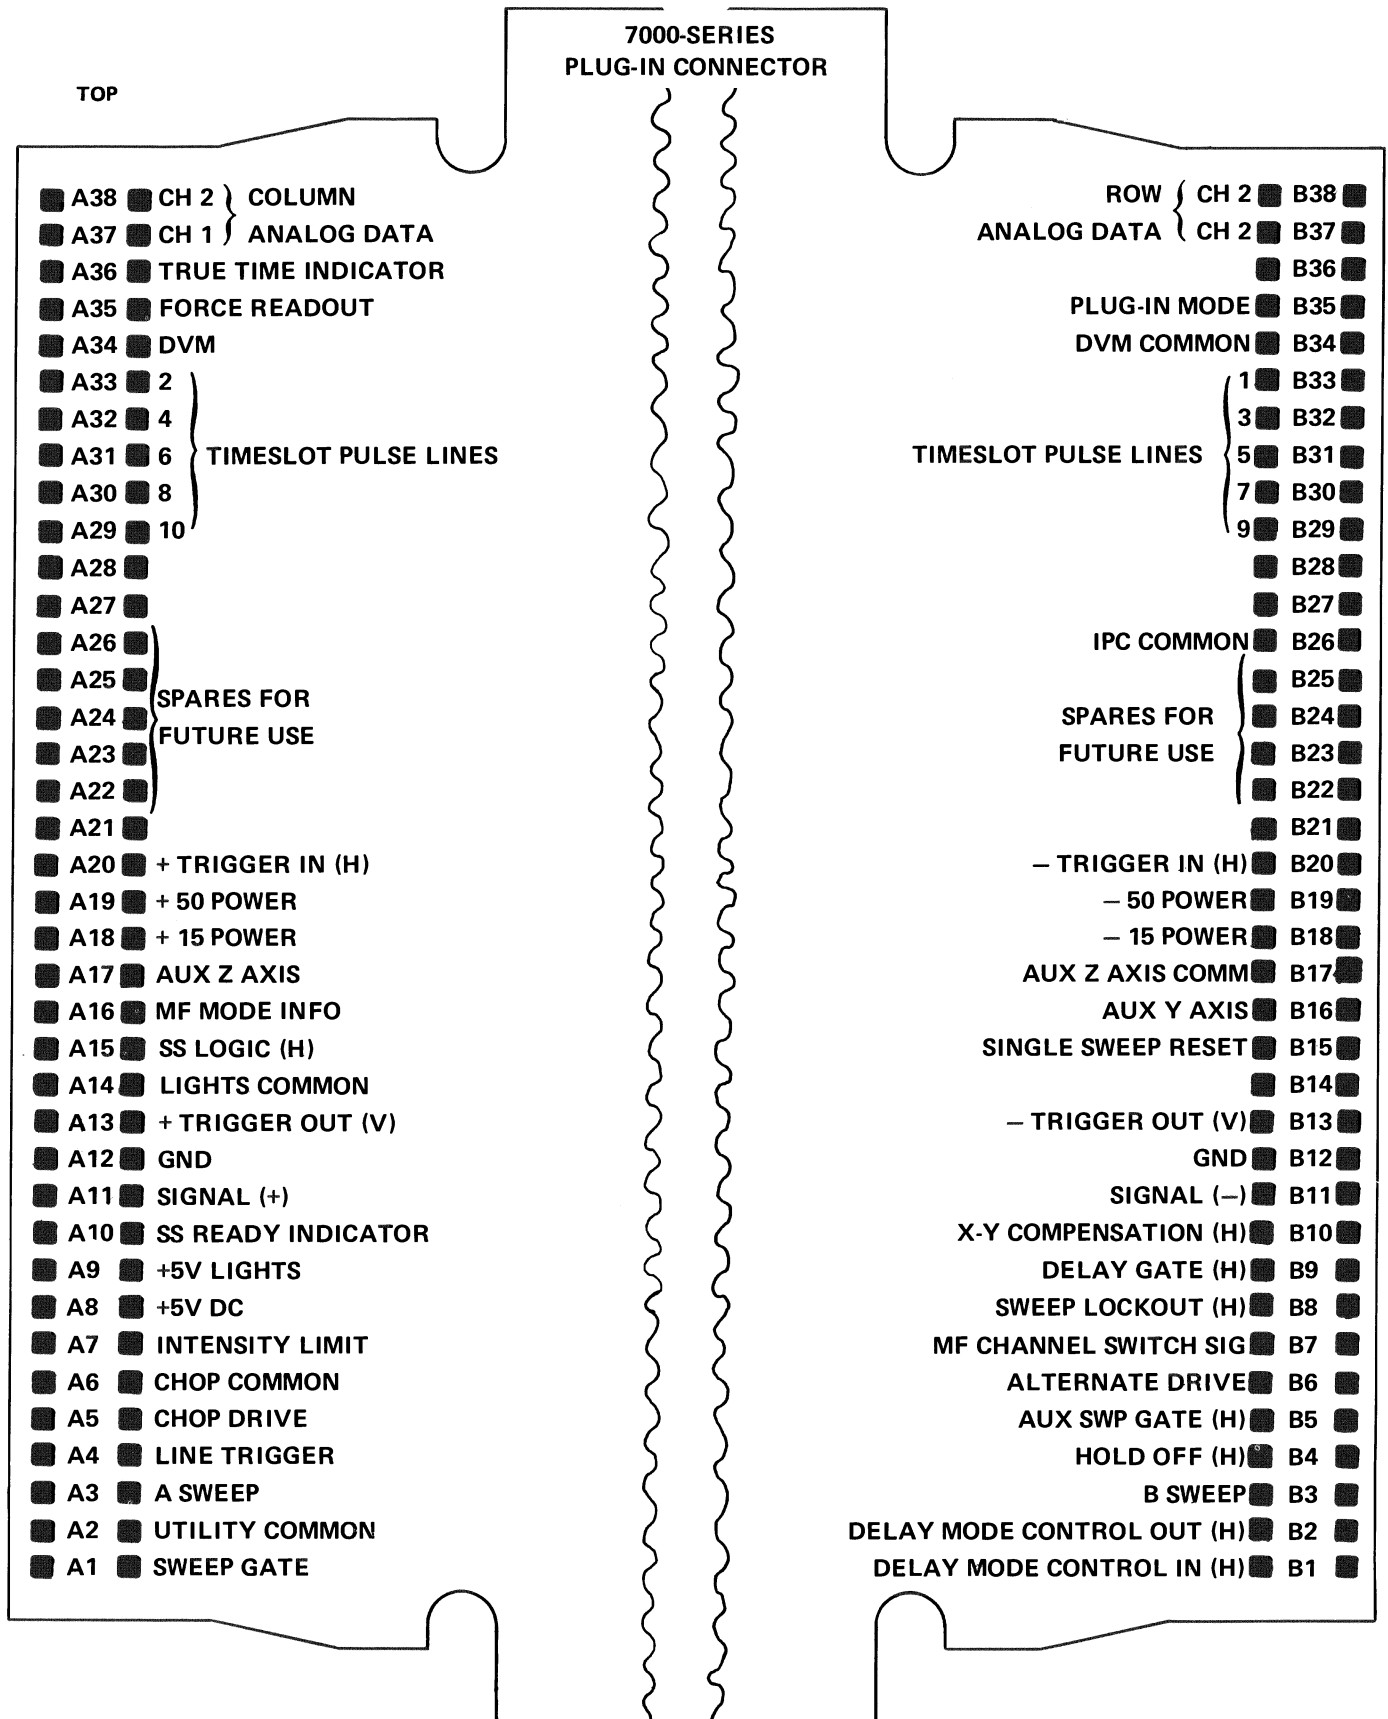 7000-SERIES
PLUG-IN CONNECTOR
TOP
A38 CH 2 COLUMN
A37 CH 1 ANALOG DATA
A36 TRUE TIME INDICATOR
A35 FORCE READOUT
A34 DVM
A33 2
A32 4
A31 6 TIMESLOT PULSE LINES
A30 8
A29 10
A28
A27
A26
A25
SPARES FOR
A24
FUTURE USE
A23
A22
A21
A20 + TRIGGER IN (H)
A19 + 50 POWER
A18 + 15 POWER
A17 AUX Z AXIS
A16 MF MODE INFO
A15 SS LOGIC (H)
A14 LIGHTS COMMON
A13 + TRIGGER OUT (V)
A12 GND
A11 SIGNAL (+)
A10 SS READY INDICATOR
A9 +5V LIGHTS
A8 +5V DC
A7 INTENSITY LIMIT
A6 CHOP COMMON
A5 CHOP DRIVE
A4 LINE TRIGGER
A3 A SWEEP
A2 UTILITY COMMON
A1 SWEEP GATE
ROW CH 2 B38
ANALOG DATA CH 2 B37
B36
PLUG-IN MODE B35
DVM COMMON B34
1 B33
3 B32
TIMESLOT PULSE LINES 5 B31
7 B30
9 B29
B28
B27
IPC COMMON B26
B25
SPARES FOR B24
FUTURE USE B23
B22
B21
– TRIGGER IN (H) B20
– 50 POWER B19
– 15 POWER B18
AUX Z AXIS COMM B17
AUX Y AXIS B16
SINGLE SWEEP RESET B15
B14
– TRIGGER OUT (V) B13
GND B12
SIGNAL (–) B11
X-Y COMPENSATION (H) B10
DELAY GATE (H) B9
SWEEP LOCKOUT (H) B8
MF CHANNEL SWITCH SIG B7
ALTERNATE DRIVE B6
AUX SWP GATE (H) B5
HOLD OFF (H) B4
B SWEEP B3
DELAY MODE CONTROL OUT (H) B2
DELAY MODE CONTROL IN (H) B1